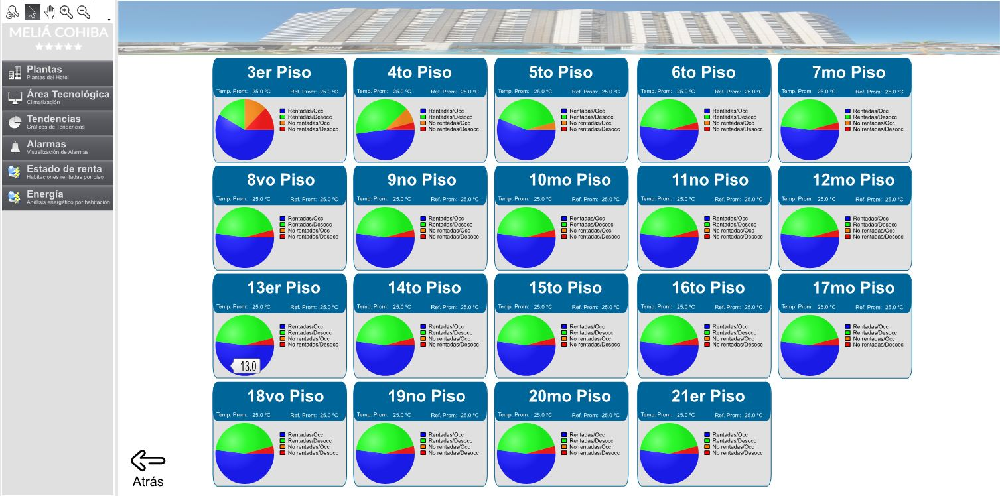 MELIÁ COHIBA
Plantas
Plantas del Hotel
Área Tecnológica
Climatización
Tendencias
Gráficos de Tendencias
Alarmas
Visualización de Alarmas
Estado de renta
Habitaciones rentadas por piso
Energía
Análisis energético por habitación
3er Piso
Temp. Prom: 25.0 ºC Ref. Prom: 25.0 ºC
Rentadas/Occ
Rentadas/Desocc
No rentadas/Occ
No rentadas/Desocc
4to Piso
Temp. Prom: 25.0 ºC Ref. Prom: 25.0 ºC
Rentadas/Occ
Rentadas/Desocc
No rentadas/Occ
No rentadas/Desocc
5to Piso
Temp. Prom: 25.0 ºC Ref. Prom: 25.0 ºC
Rentadas/Occ
Rentadas/Desocc
No rentadas/Occ
No rentadas/Desocc
6to Piso
Temp. Prom: 25.0 ºC Ref. Prom: 25.0 ºC
Rentadas/Occ
Rentadas/Desocc
No rentadas/Occ
No rentadas/Desocc
7mo Piso
Temp. Prom: 25.0 ºC Ref. Prom: 25.0 ºC
Rentadas/Occ
Rentadas/Desocc
No rentadas/Occ
No rentadas/Desocc
8vo Piso
Temp. Prom: 25.0 ºC Ref. Prom: 25.0 ºC
Rentadas/Occ
Rentadas/Desocc
No rentadas/Occ
No rentadas/Desocc
9no Piso
Temp. Prom: 25.0 ºC Ref. Prom: 25.0 ºC
Rentadas/Occ
Rentadas/Desocc
No rentadas/Occ
No rentadas/Desocc
10mo Piso
Temp. Prom: 25.0 ºC Ref. Prom: 25.0 ºC
Rentadas/Occ
Rentadas/Desocc
No rentadas/Occ
No rentadas/Desocc
11no Piso
Temp. Prom: 25.0 ºC Ref. Prom: 25.0 ºC
Rentadas/Occ
Rentadas/Desocc
No rentadas/Occ
No rentadas/Desocc
12mo Piso
Temp. Prom: 25.0 ºC Ref. Prom: 25.0 ºC
Rentadas/Occ
Rentadas/Desocc
No rentadas/Occ
No rentadas/Desocc
13er Piso
Temp. Prom: 25.0 ºC Ref. Prom: 25.0 ºC
Rentadas/Occ
Rentadas/Desocc
No rentadas/Occ
No rentadas/Desocc
13.0
14to Piso
Temp. Prom: 25.0 ºC Ref. Prom: 25.0 ºC
Rentadas/Occ
Rentadas/Desocc
No rentadas/Occ
No rentadas/Desocc
15to Piso
Temp. Prom: 25.0 ºC Ref. Prom: 25.0 ºC
Rentadas/Occ
Rentadas/Desocc
No rentadas/Occ
No rentadas/Desocc
16to Piso
Temp. Prom: 25.0 ºC Ref. Prom: 25.0 ºC
Rentadas/Occ
Rentadas/Desocc
No rentadas/Occ
No rentadas/Desocc
17mo Piso
Temp. Prom: 25.0 ºC Ref. Prom: 25.0 ºC
Rentadas/Occ
Rentadas/Desocc
No rentadas/Occ
No rentadas/Desocc
18vo Piso
Temp. Prom: 25.0 ºC Ref. Prom: 25.0 ºC
Rentadas/Occ
Rentadas/Desocc
No rentadas/Occ
No rentadas/Desocc
19no Piso
Temp. Prom: 25.0 ºC Ref. Prom: 25.0 ºC
Rentadas/Occ
Rentadas/Desocc
No rentadas/Occ
No rentadas/Desocc
20mo Piso
Temp. Prom: 25.0 ºC Ref. Prom: 25.0 ºC
Rentadas/Occ
Rentadas/Desocc
No rentadas/Occ
No rentadas/Desocc
21er Piso
Temp. Prom: 25.0 ºC Ref. Prom: 25.0 ºC
Rentadas/Occ
Rentadas/Desocc
No rentadas/Occ
No rentadas/Desocc
Atrás